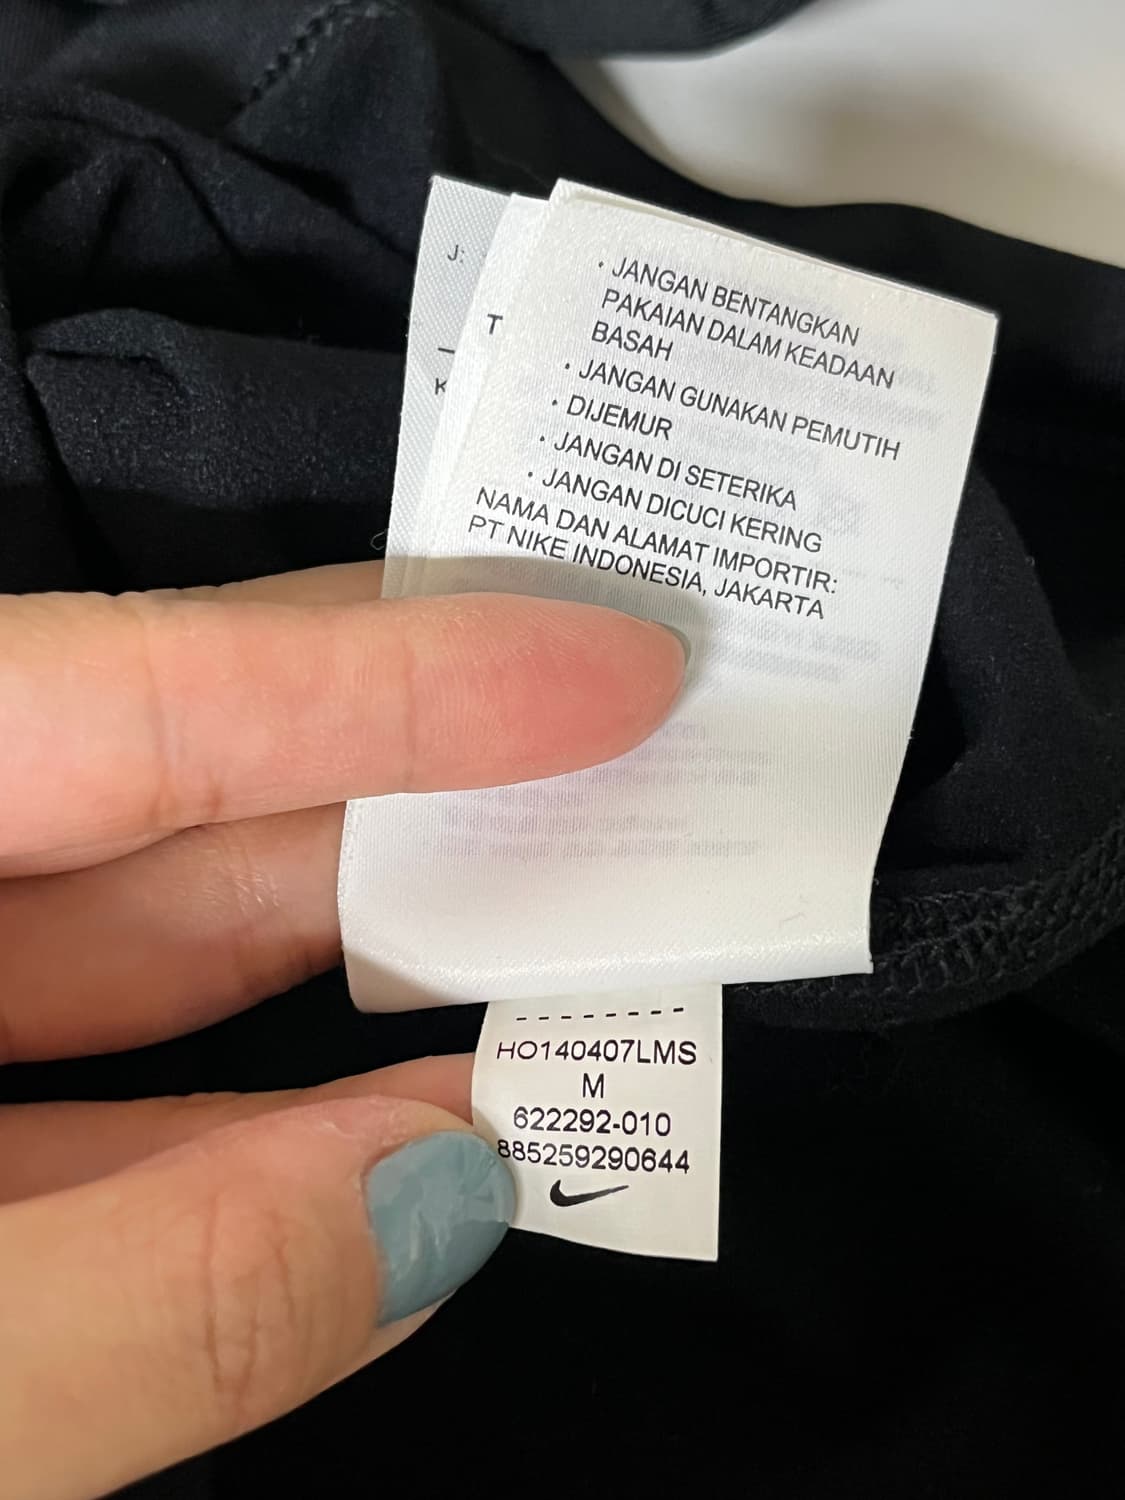 J:
T
K
· JANGAN BENTANGKAN
PAKAIAN DALAM KEADAAN
BASAH
· JANGAN GUNAKAN PEMUTIH
· DIJEMUR
· JANGAN DI SETERIKA
· JANGAN DICUCI KERING
NAMA DAN ALAMAT IMPORTIR:
PT NIKE INDONESIA, JAKARTA
HO140407LMS
M
622292-010
885259290644